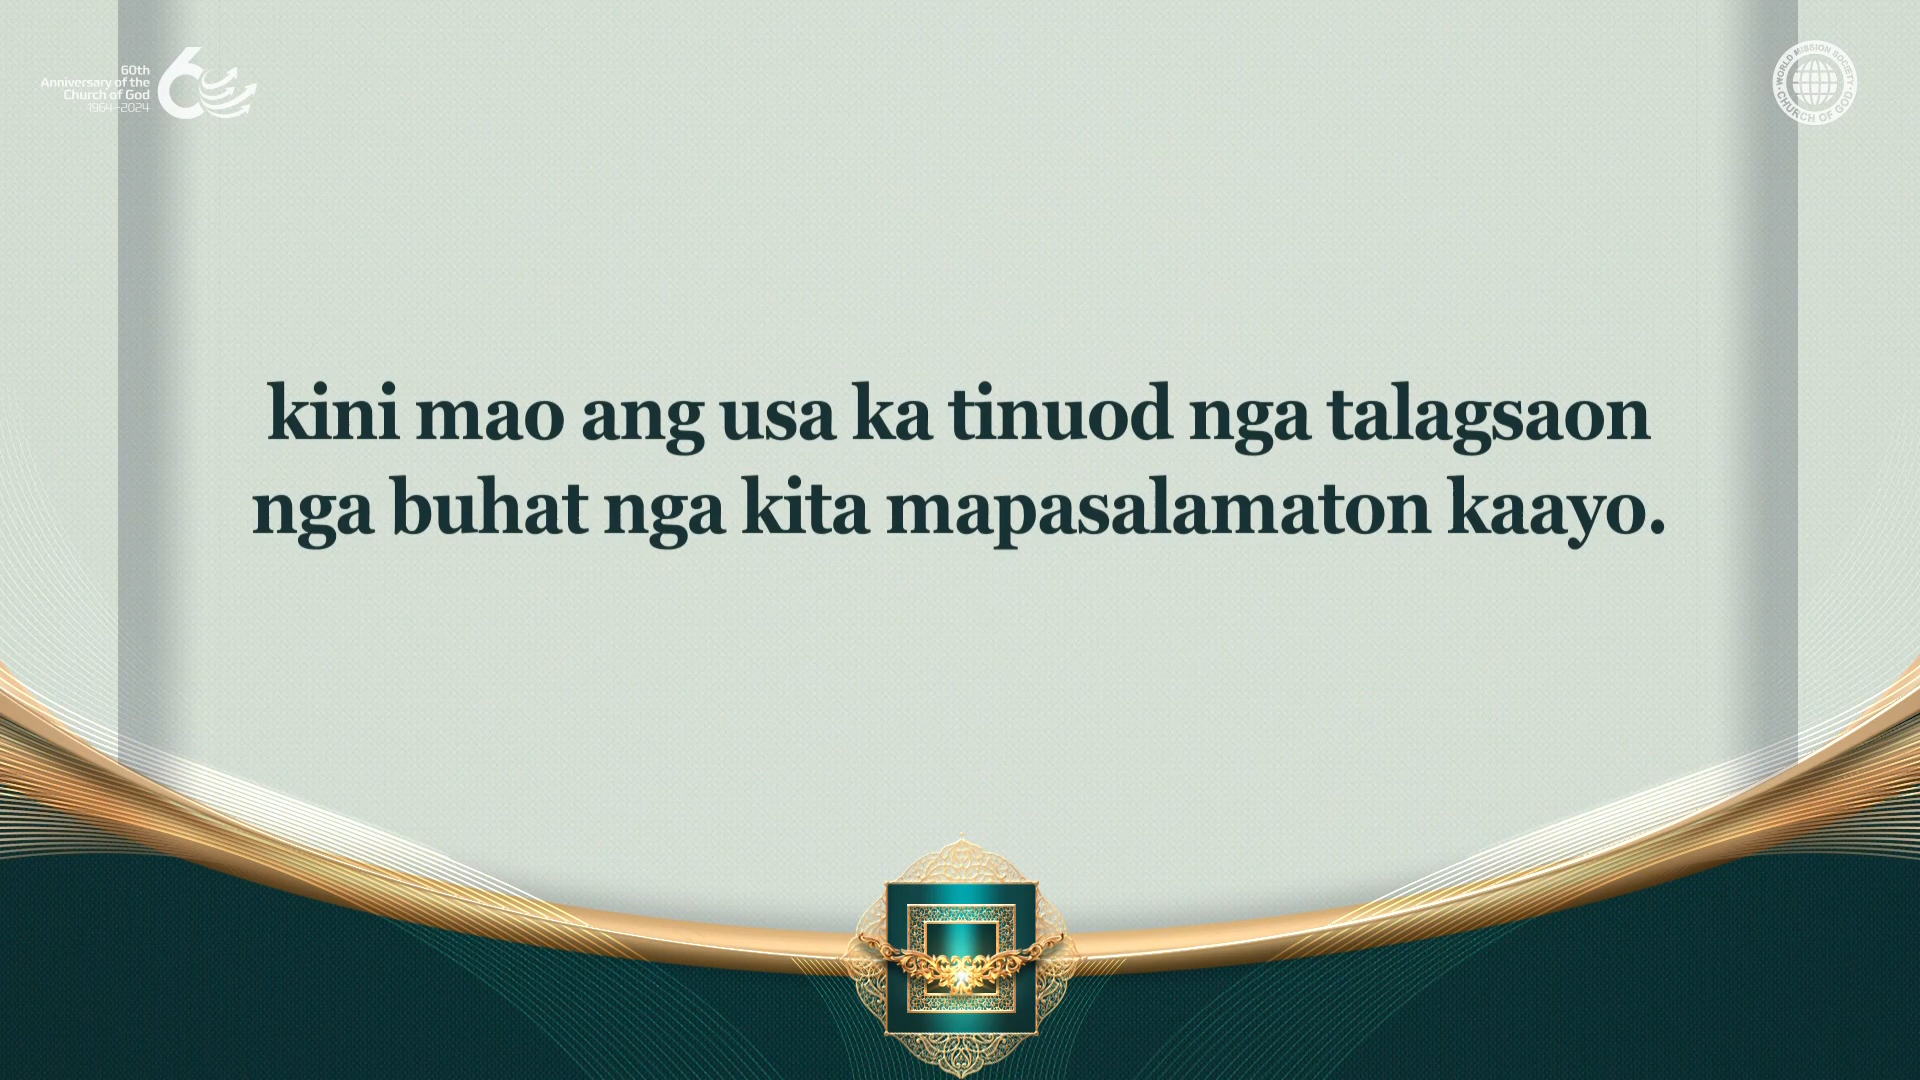 60th
Anniversary of the
Church of God
1964–2024
WORLD MISSION SOCIETY
CHURCH OF GOD
kini mao ang usa ka tinuod nga talagsaon
nga buhat nga kita mapasalamaton kaayo.